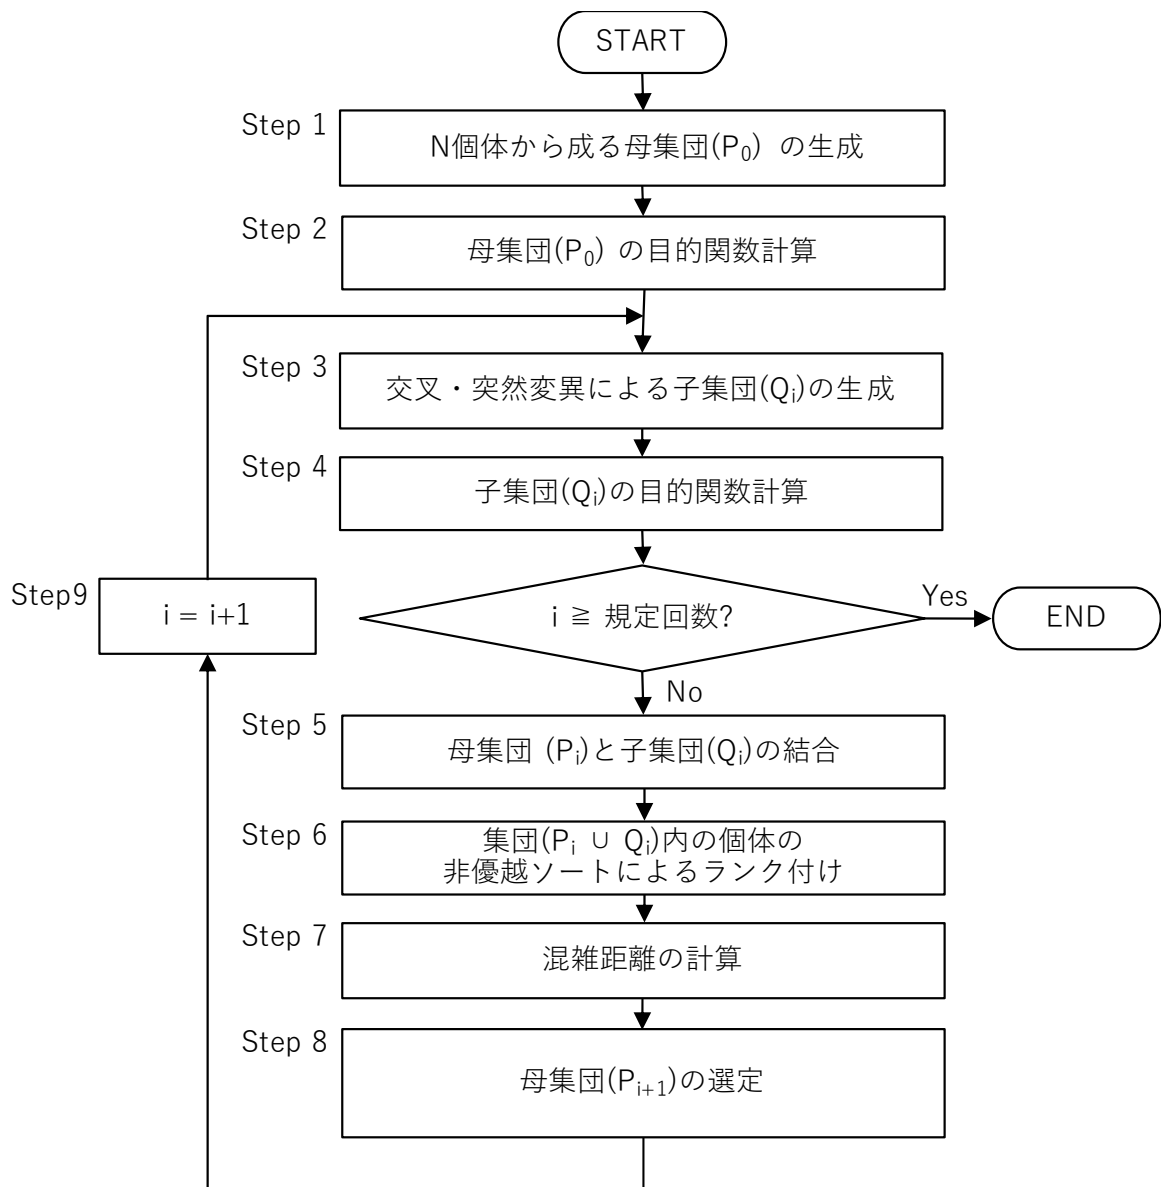 START
Step 1
N個体から成る母集団(P₀) の生成
Step 2
母集団(P₀) の目的関数計算
Step 3
交叉・突然変異による子集団(Qᵢ)の生成
Step 4
子集団(Qᵢ)の目的関数計算
Step9
i = i+1
i ≧ 規定回数?
Yes
END
No
Step 5
母集団 (Pᵢ)と子集団(Qᵢ)の結合
Step 6
集団(Pᵢ ∪ Qᵢ)内の個体の
非優越ソートによるランク付け
Step 7
混雑距離の計算
Step 8
母集団(Pᵢ₊₁)の選定